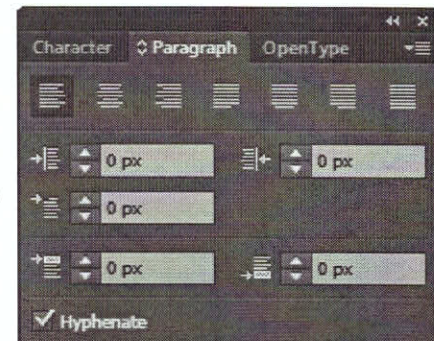 Character Paragraph OpenType
0 px 0 px
0 px
0 px 0 px
Hyphenate